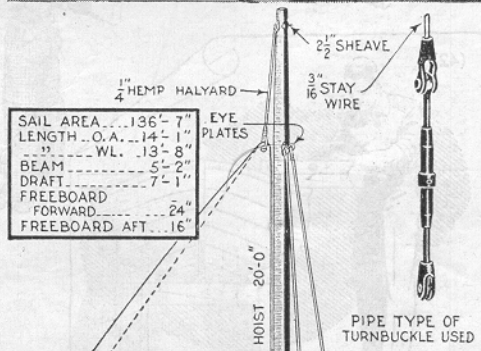 2 1/2" SHEAVE
1/4" HEMP HALYARD
3/16" STAY
WIRE
EYE
PLATES
SAIL AREA....136'-7"
LENGTH..O.A....14'-1"
" WL. 13'-8"
BEAM.........5'-2"
DRAFT........7'-1"
FREEBOARD
FORWARD......24"
FREEBOARD AFT..16"
HOIST 20'-0"
PIPE TYPE OF
TURNBUCKLE USED